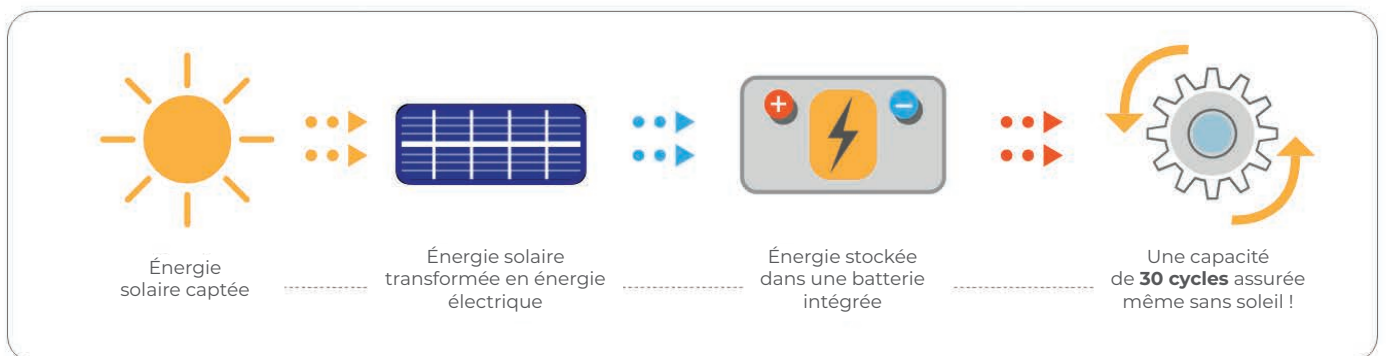 Énergie
solaire captée
Énergie solaire
transformée en énergie
électrique
Énergie stockée
dans une batterie
intégrée
Une capacité
de 30 cycles assurée
même sans soleil !